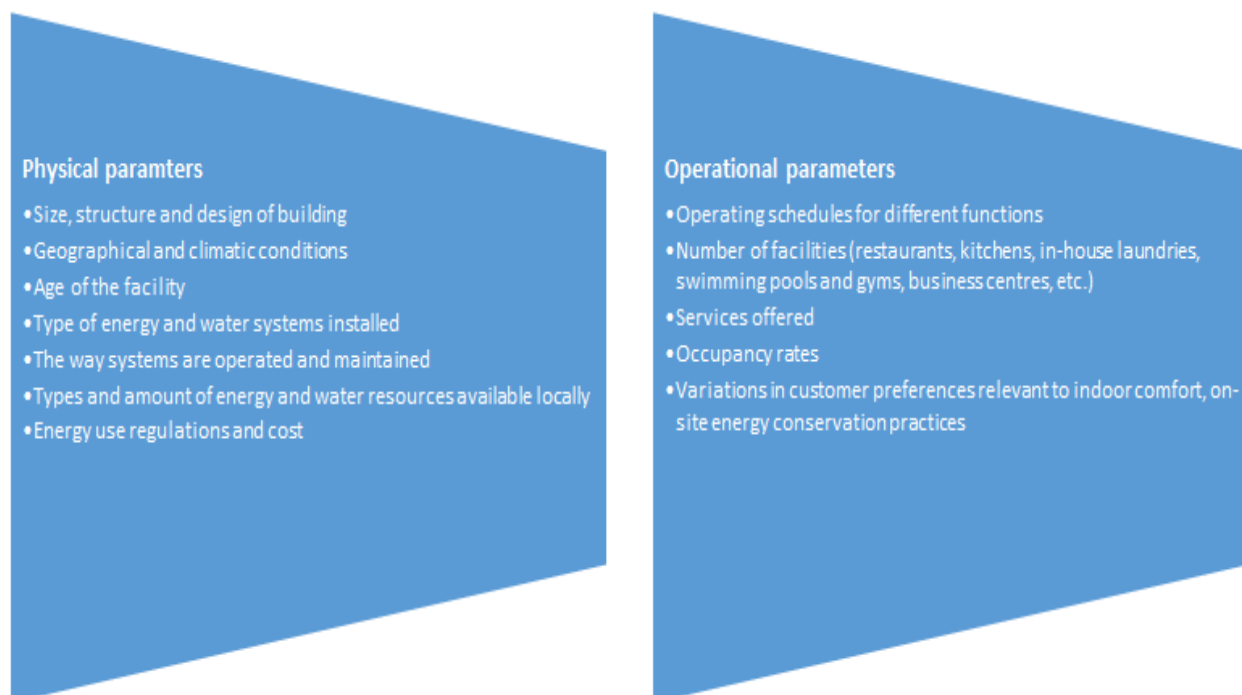 Physical paramters
•Size, structure and design of building
•Geographical and climatic conditions
•Age of the facility
•Type of energy and water systems installed
•The way systems are operated and maintained
•Types and amount of energy and water resources available locally
•Energy use regulations and cost
Operational parameters
•Operating schedules for different functions
•Number of facilities (restaurants, kitchens, in-house laundries,
swimming pools and gyms, business centres, etc.)
•Services offered
•Occupancy rates
•Variations in customer preferences relevant to indoor comfort, on-
site energy conservation practices